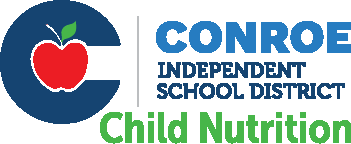 CONROE
INDEPENDENT
SCHOOL DISTRICT
Child Nutrition